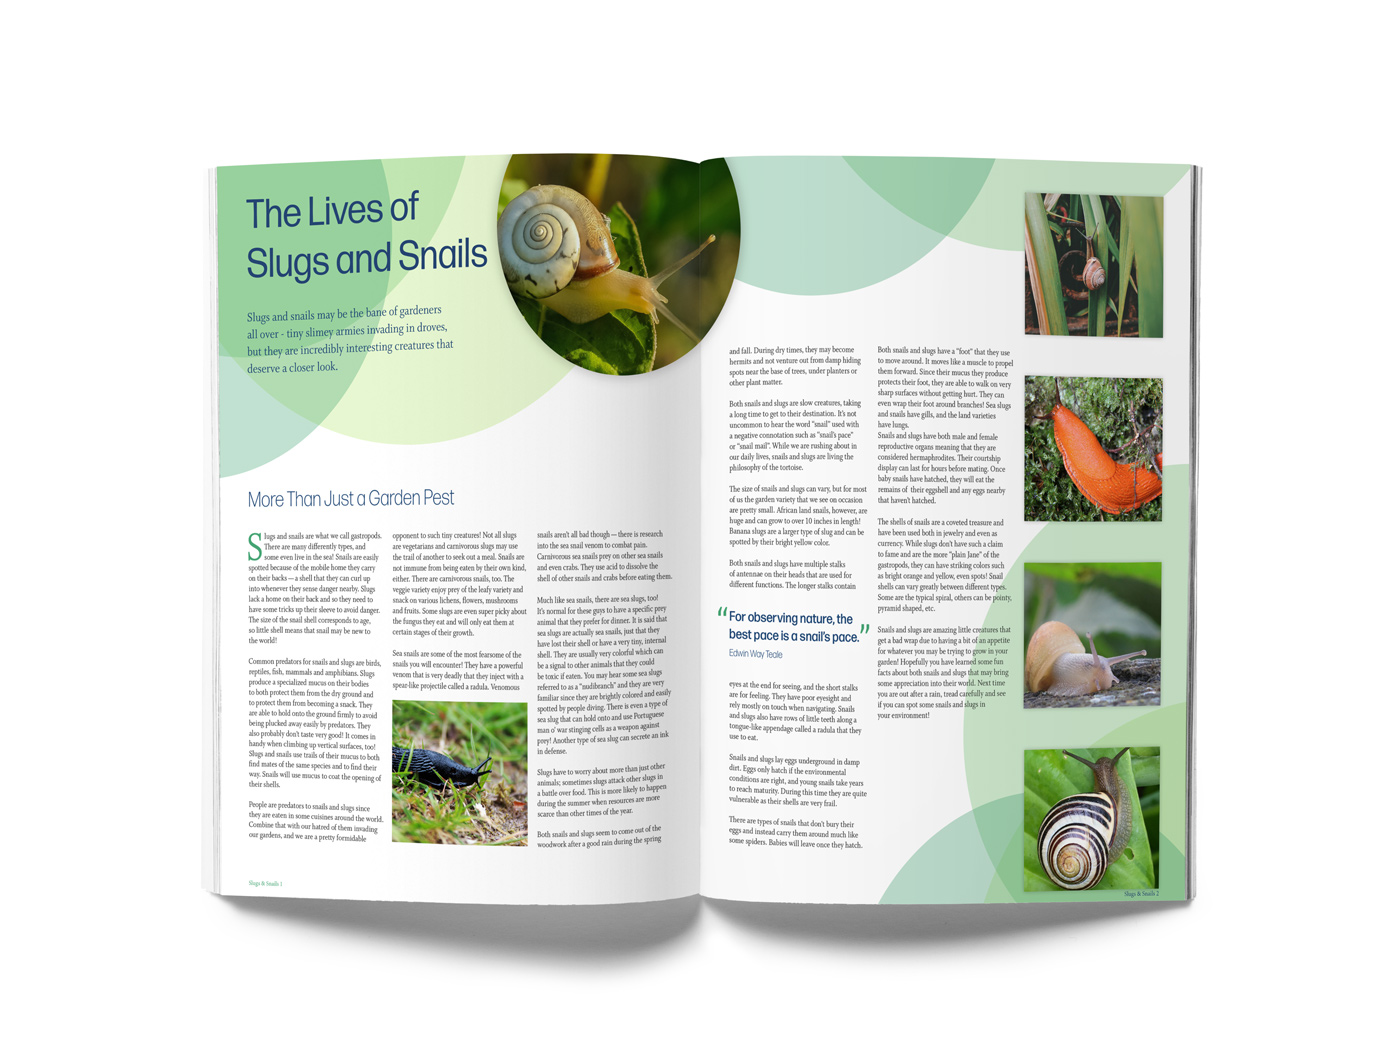 The Lives of
Slugs and Snails
Slugs and snails may be the bane of gardeners
all over - tiny slimey armies invading in droves,
but they are incredibly interesting creatures that
deserve a closer look.
More Than Just a Garden Pest
Slugs and snails are what we call gastropods.
There are many differently types, and
some even live in the sea! Snails are easily
spotted because of the mobile home they carry
on their backs — a shell that they can curl up
into whenever they sense danger nearby. Slugs
lack a home on their back and so they need to
have some tricks up their sleeve to avoid danger.
The size of the snail shell corresponds to age,
so little shell means that snail may be new to
the world!
Common predators for snails and slugs are birds,
reptiles, fish, mammals and amphibians. Slugs
produce a specialized mucus on their bodies
to both protect them from the dry ground and
to protect them from becoming a snack. They
are able to hold onto the ground firmly to avoid
being plucked away easily by predators. They
also probably don't taste very good! It comes in
handy when climbing up vertical surfaces, too!
Slugs and snails use trails of their mucus to both
find mates of the same species and to find their
way. Snails will use mucus to coat the opening of
their shells.
People are predators to snails and slugs since
they are eaten in some cuisines around the world.
Combine that with our hatred of them invading
our gardens, and we are a pretty formidable
opponent to such tiny creatures! Not all slugs
are vegetarians and carnivorous slugs may use
the trail of another to seek out a meal. Snails are
not immune from being eaten by their own kind,
either. There are carnivorous snails, too. The
veggie variety enjoy prey of the leafy variety and
snack on various lichens, flowers, mushrooms
and fruits. Some slugs are even super picky about
the fungus they eat and will only eat them at
certain stages of their growth.
Sea snails are some of the most fearsome of the
snails you will encounter! They have a powerful
venom that is very deadly that they inject with a
spear-like projectile called a radula. Venomous
snails aren't all bad though — there is research
into the sea snail venom to combat pain.
Carnivorous sea snails prey on other sea snails
and even crabs. They use acid to dissolve the
shell of other snails and crabs before eating them.
Much like sea snails, there are sea slugs, too!
It's normal for these guys to have a specific prey
animal that they prefer for dinner. It is said that
sea slugs are actually sea snails, just that they
have lost their shell or have a very tiny, internal
shell. They are usually very colorful which can
be a signal to other animals that they could
be toxic if eaten. You may hear some sea slugs
referred to as a "nudibranch" and they are very
familiar since they are brightly colored and easily
spotted by people diving. There is even a type of
sea slug that can hold onto and use Portuguese
man o' war stinging cells as a weapon against
prey! Another type of sea slug can secrete an ink
in defense.
Slugs have to worry about more than just other
animals; sometimes slugs attack other slugs in
a battle over food. This is more likely to happen
during the summer when resources are more
scarce than other times of the year.
Both snails and slugs seem to come out of the
woodwork after a good rain during the spring
Slugs & Snails 1
and fall. During dry times, they may become
hermits and not venture out from damp hiding
spots near the base of trees, under planters or
other plant matter.
Both snails and slugs are slow creatures, taking
a long time to get to their destination. It's not
uncommon to hear the word "snail" used with
a negative connotation such as "snail's pace"
or "snail mail". While we are rushing about in
our daily lives, snails and slugs are living the
philosophy of the tortoise.
The size of snails and slugs can vary, but for most
of us the garden variety that we see on occasion
are pretty small. African land snails, however, are
huge and can grow to over 10 inches in length!
Banana slugs are a larger type of slug and can be
spotted by their bright yellow color.
Both snails and slugs have multiple stalks
of antennae on their heads that are used for
different functions. The longer stalks contain
“For observing nature, the
best pace is a snail's pace.”
Edwin Way Teale
eyes at the end for seeing, and the short stalks
are for feeling. They have poor eyesight and
rely mostly on touch when navigating. Snails
and slugs also have rows of little teeth along a
tongue-like appendage called a radula that they
use to eat.
Snails and slugs lay eggs underground in damp
dirt. Eggs only hatch if the environmental
conditions are right, and young snails take years
to reach maturity. During this time they are quite
vulnerable as their shells are very frail.
There are types of snails that don't bury their
eggs and instead carry them around much like
some spiders. Babies will leave once they hatch.
Both snails and slugs have a "foot" that they use
to move around. It moves like a muscle to propel
them forward. Since their mucus they produce
protects their foot, they are able to walk on very
sharp surfaces without getting hurt. They can
even wrap their foot around branches! Sea slugs
and snails have gills, and the land varieties
have lungs.
Snails and slugs have both male and female
reproductive organs meaning that they are
considered hermaphrodites. Their courtship
display can last for hours before mating. Once
baby snails have hatched, they will eat the
remains of their eggshell and any eggs nearby
that haven't hatched.
The shells of snails are a coveted treasure and
have been used both in jewelry and even as
currency. While slugs don't have such a claim
to fame and are the more "plain Jane" of the
gastropods, they can have striking colors such
as bright orange and yellow, even spots! Snail
shells can vary greatly between different types.
Some are the typical spiral, others can be pointy,
pyramid shaped, etc.
Snails and slugs are amazing little creatures that
get a bad wrap due to having a bit of an appetite
for whatever you may be trying to grow in your
garden! Hopefully you have learned some fun
facts about both snails and slugs that may bring
some appreciation into their world. Next time
you are out after a rain, tread carefully and see
if you can spot some snails and slugs in
your environment!
Slugs & Snails 2